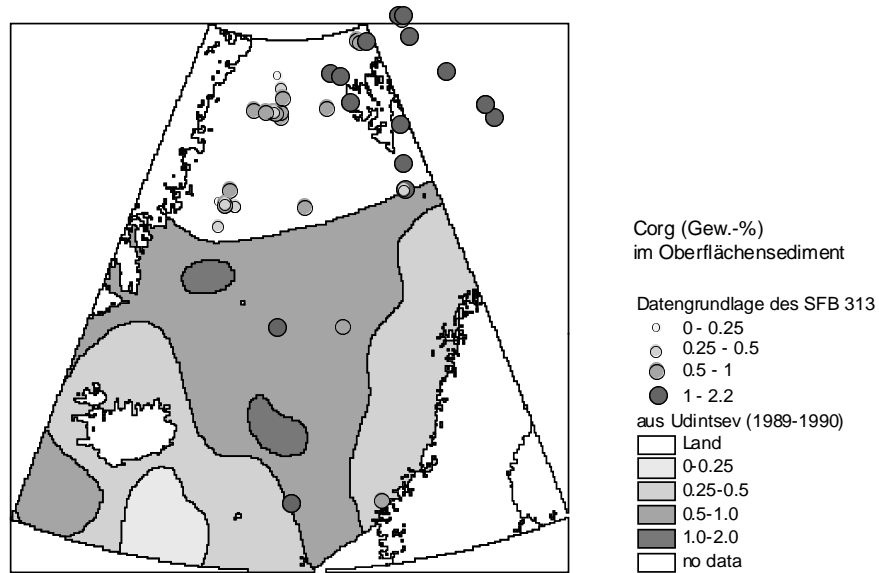 Corg (Gew.-%)
im Oberflächensediment
Datengrundlage des SFB 313
0 - 0.25
0.25 - 0.5
0.5 - 1
1 - 2.2
aus Udintsev (1989-1990)
Land
0-0.25
0.25-0.5
0.5-1.0
1.0-2.0
no data